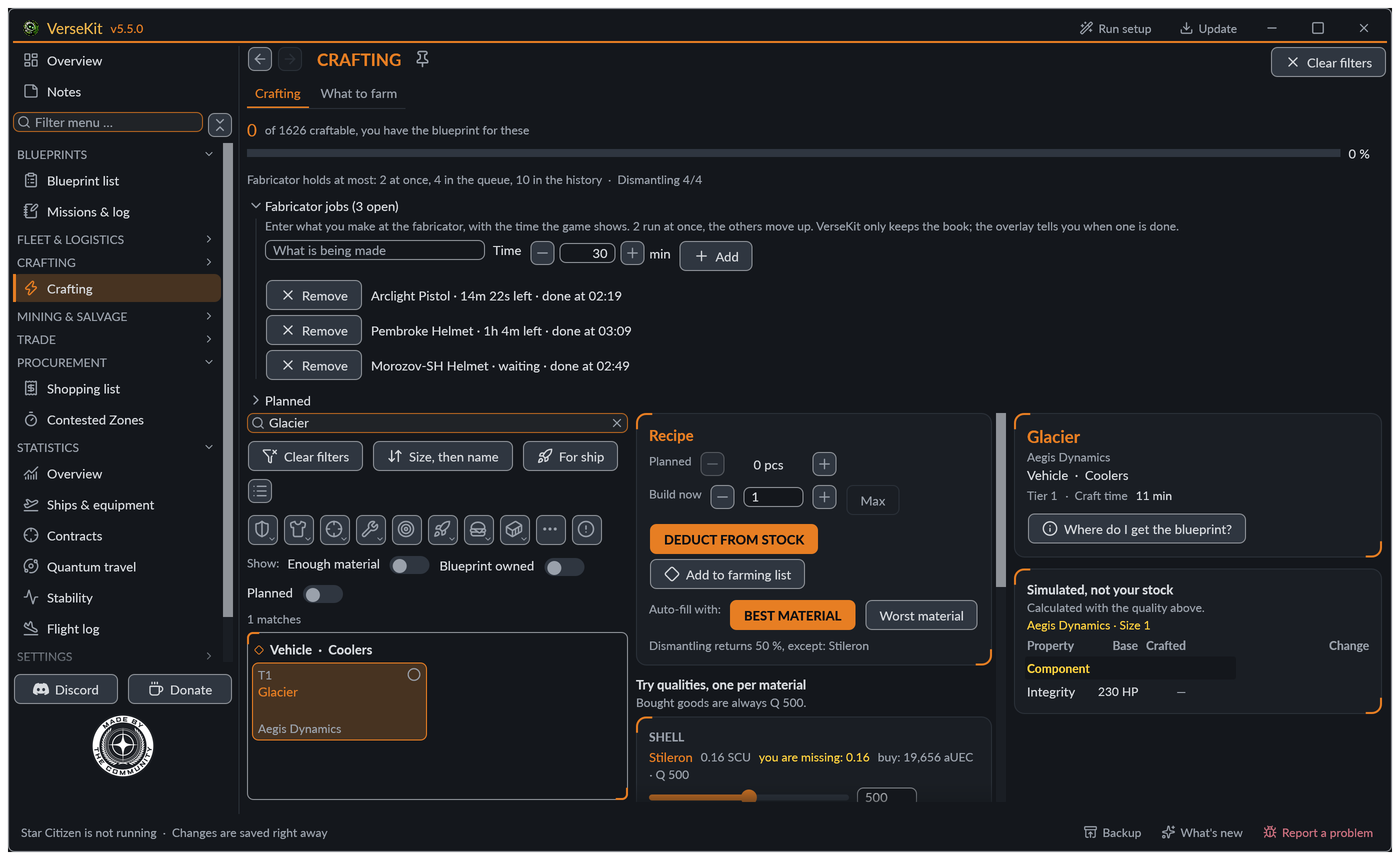 VerseKit v5.5.0
Run setup
Update
Overview
Notes
Filter menu ...
BLUEPRINTS
Blueprint list
Missions & log
FLEET & LOGISTICS
CRAFTING
Crafting
MINING & SALVAGE
TRADE
PROCUREMENT
Shopping list
Contested Zones
STATISTICS
Overview
Ships & equipment
Contracts
Quantum travel
Stability
Flight log
SETTINGS
Discord
Donate
MADE BY
THE COMMUNITY
CRAFTING
Clear filters
Crafting
What to farm
0 of 1626 craftable, you have the blueprint for these
0 %
Fabricator holds at most: 2 at once, 4 in the queue, 10 in the history · Dismantling 4/4
Fabricator jobs (3 open)
Enter what you make at the fabricator, with the time the game shows. 2 run at once, the others move up. VerseKit only keeps the book; the overlay tells you when one is done.
What is being made Time 30 min Add
Remove Arclight Pistol · 14m 22s left · done at 02:19
Remove Pembroke Helmet · 1h 4m left · done at 03:09
Remove Morozov-SH Helmet · waiting · done at 02:49
Planned
Glacier
Clear filters
Size, then name
For ship
Show: Enough material Blueprint owned
Planned
1 matches
Vehicle · Coolers
T1
Glacier
Aegis Dynamics
Recipe
Planned 0 pcs
Build now 1 Max
DEDUCT FROM STOCK
Add to farming list
Auto-fill with: BEST MATERIAL Worst material
Dismantling returns 50 %, except: Stileron
Try qualities, one per material
Bought goods are always Q 500.
SHELL
Stileron 0.16 SCU you are missing: 0.16 buy: 19,656 aUEC
· Q 500
500
Glacier
Aegis Dynamics
Vehicle · Coolers
Tier 1 · Craft time 11 min
Where do I get the blueprint?
Simulated, not your stock
Calculated with the quality above.
Aegis Dynamics · Size 1
Property Base Crafted Change
Component
Integrity 230 HP —
Star Citizen is not running · Changes are saved right away
Backup
What's new
Report a problem